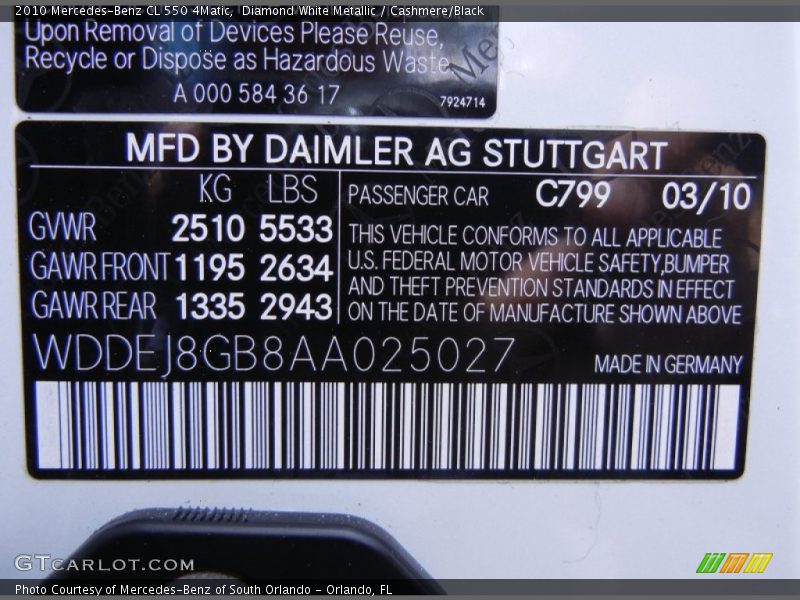 2010 Mercedes-Benz CL 550 4Matic, Diamond White Metallic / Cashmere/Black
Upon Removal of Devices Please Reuse,
Recycle or Dispose as Hazardous Waste
A 000 584 36 17
7924714
MFD BY DAIMLER AG STUTTGART
KG LBS
PASSENGER CAR C799 03/10
GVWR 2510 5533
GAWR FRONT 1195 2634
GAWR REAR 1335 2943
THIS VEHICLE CONFORMS TO ALL APPLICABLE
U.S. FEDERAL MOTOR VEHICLE SAFETY,BUMPER
AND THEFT PREVENTION STANDARDS IN EFFECT
ON THE DATE OF MANUFACTURE SHOWN ABOVE
WDDEJ8GB8AA025027
MADE IN GERMANY
GTCARLOT.COM
Photo Courtesy of Mercedes-Benz of South Orlando - Orlando, FL